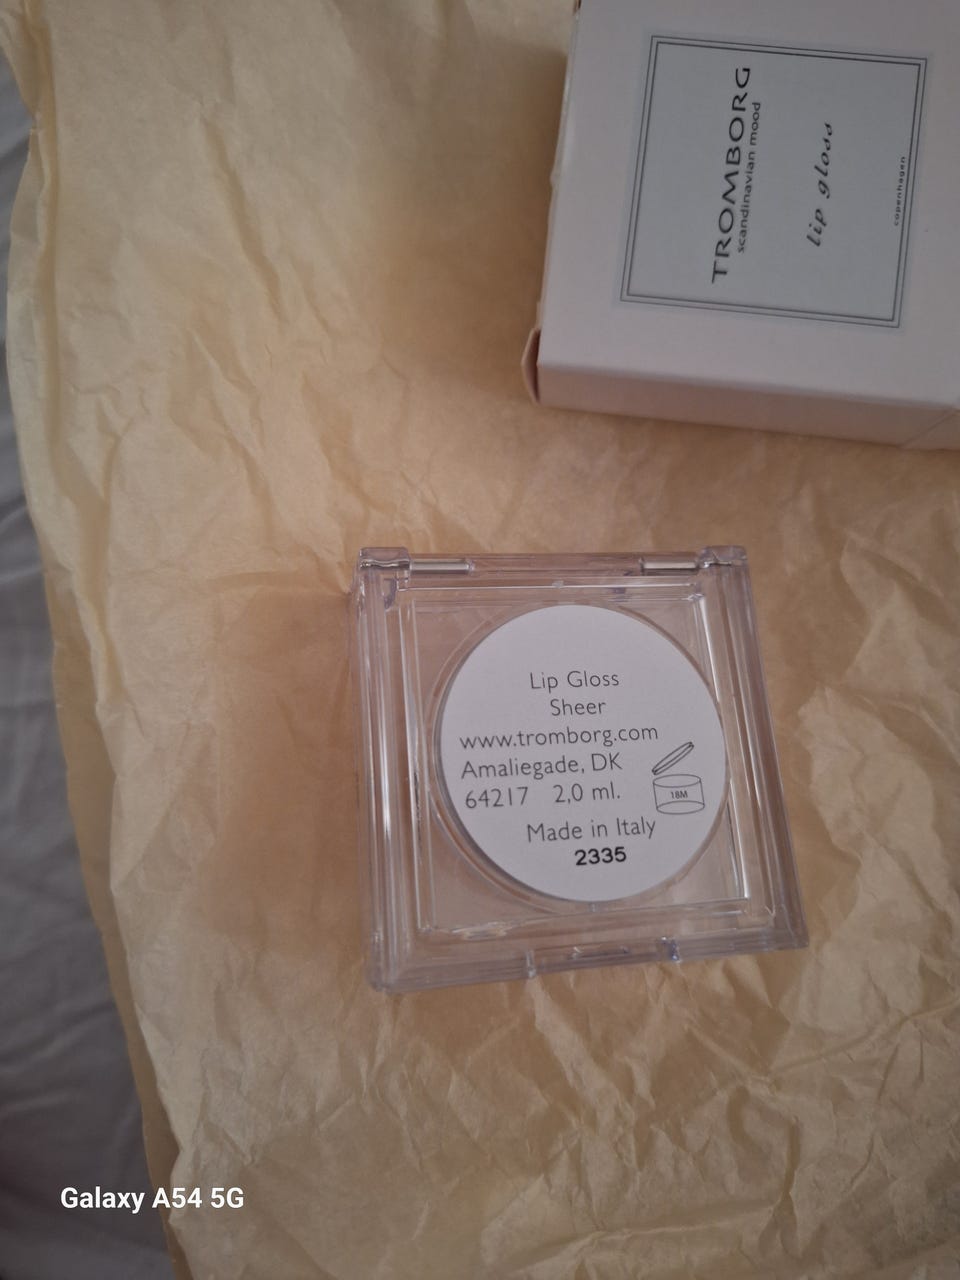 TROMBORG
scandinavian mood
lip gloss
copenhagen
Lip Gloss
Sheer
www.tromborg.com
Amaliegade, DK
64217 2,0 ml.
18M
Made in Italy
2335
Galaxy A54 5G